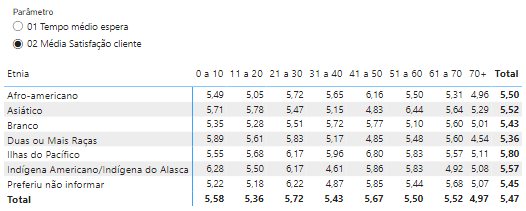 Parâmetro
01 Tempo médio espera
02 Média Satisfação cliente
Etnia 0 a 10 11 a 20 21 a 30 31 a 40 41 a 50 51 a 60 61 a 70 70+ Total
Afro-americano 5,49 5,05 5,72 5,65 6,16 5,50 5,31 4,96 5,50
Asiático 5,71 5,78 5,47 5,15 4,83 6,44 5,64 5,29 5,52
Branco 5,35 5,28 5,51 5,72 5,77 5,10 5,60 5,01 5,43
Duas ou Mais Raças 5,89 5,61 5,83 5,17 4,85 5,48 5,60 4,54 5,36
Ilhas do Pacífico 5,55 5,68 6,17 5,96 6,80 5,83 5,57 5,11 5,80
Indígena Americano/Indígena do Alasca 6,28 5,50 6,17 4,61 5,86 5,83 4,92 5,08 5,57
Preferiu não informar 5,22 5,18 6,22 4,87 5,85 5,44 5,68 5,07 5,45
Total 5,58 5,36 5,72 5,43 5,67 5,50 5,52 4,97 5,47